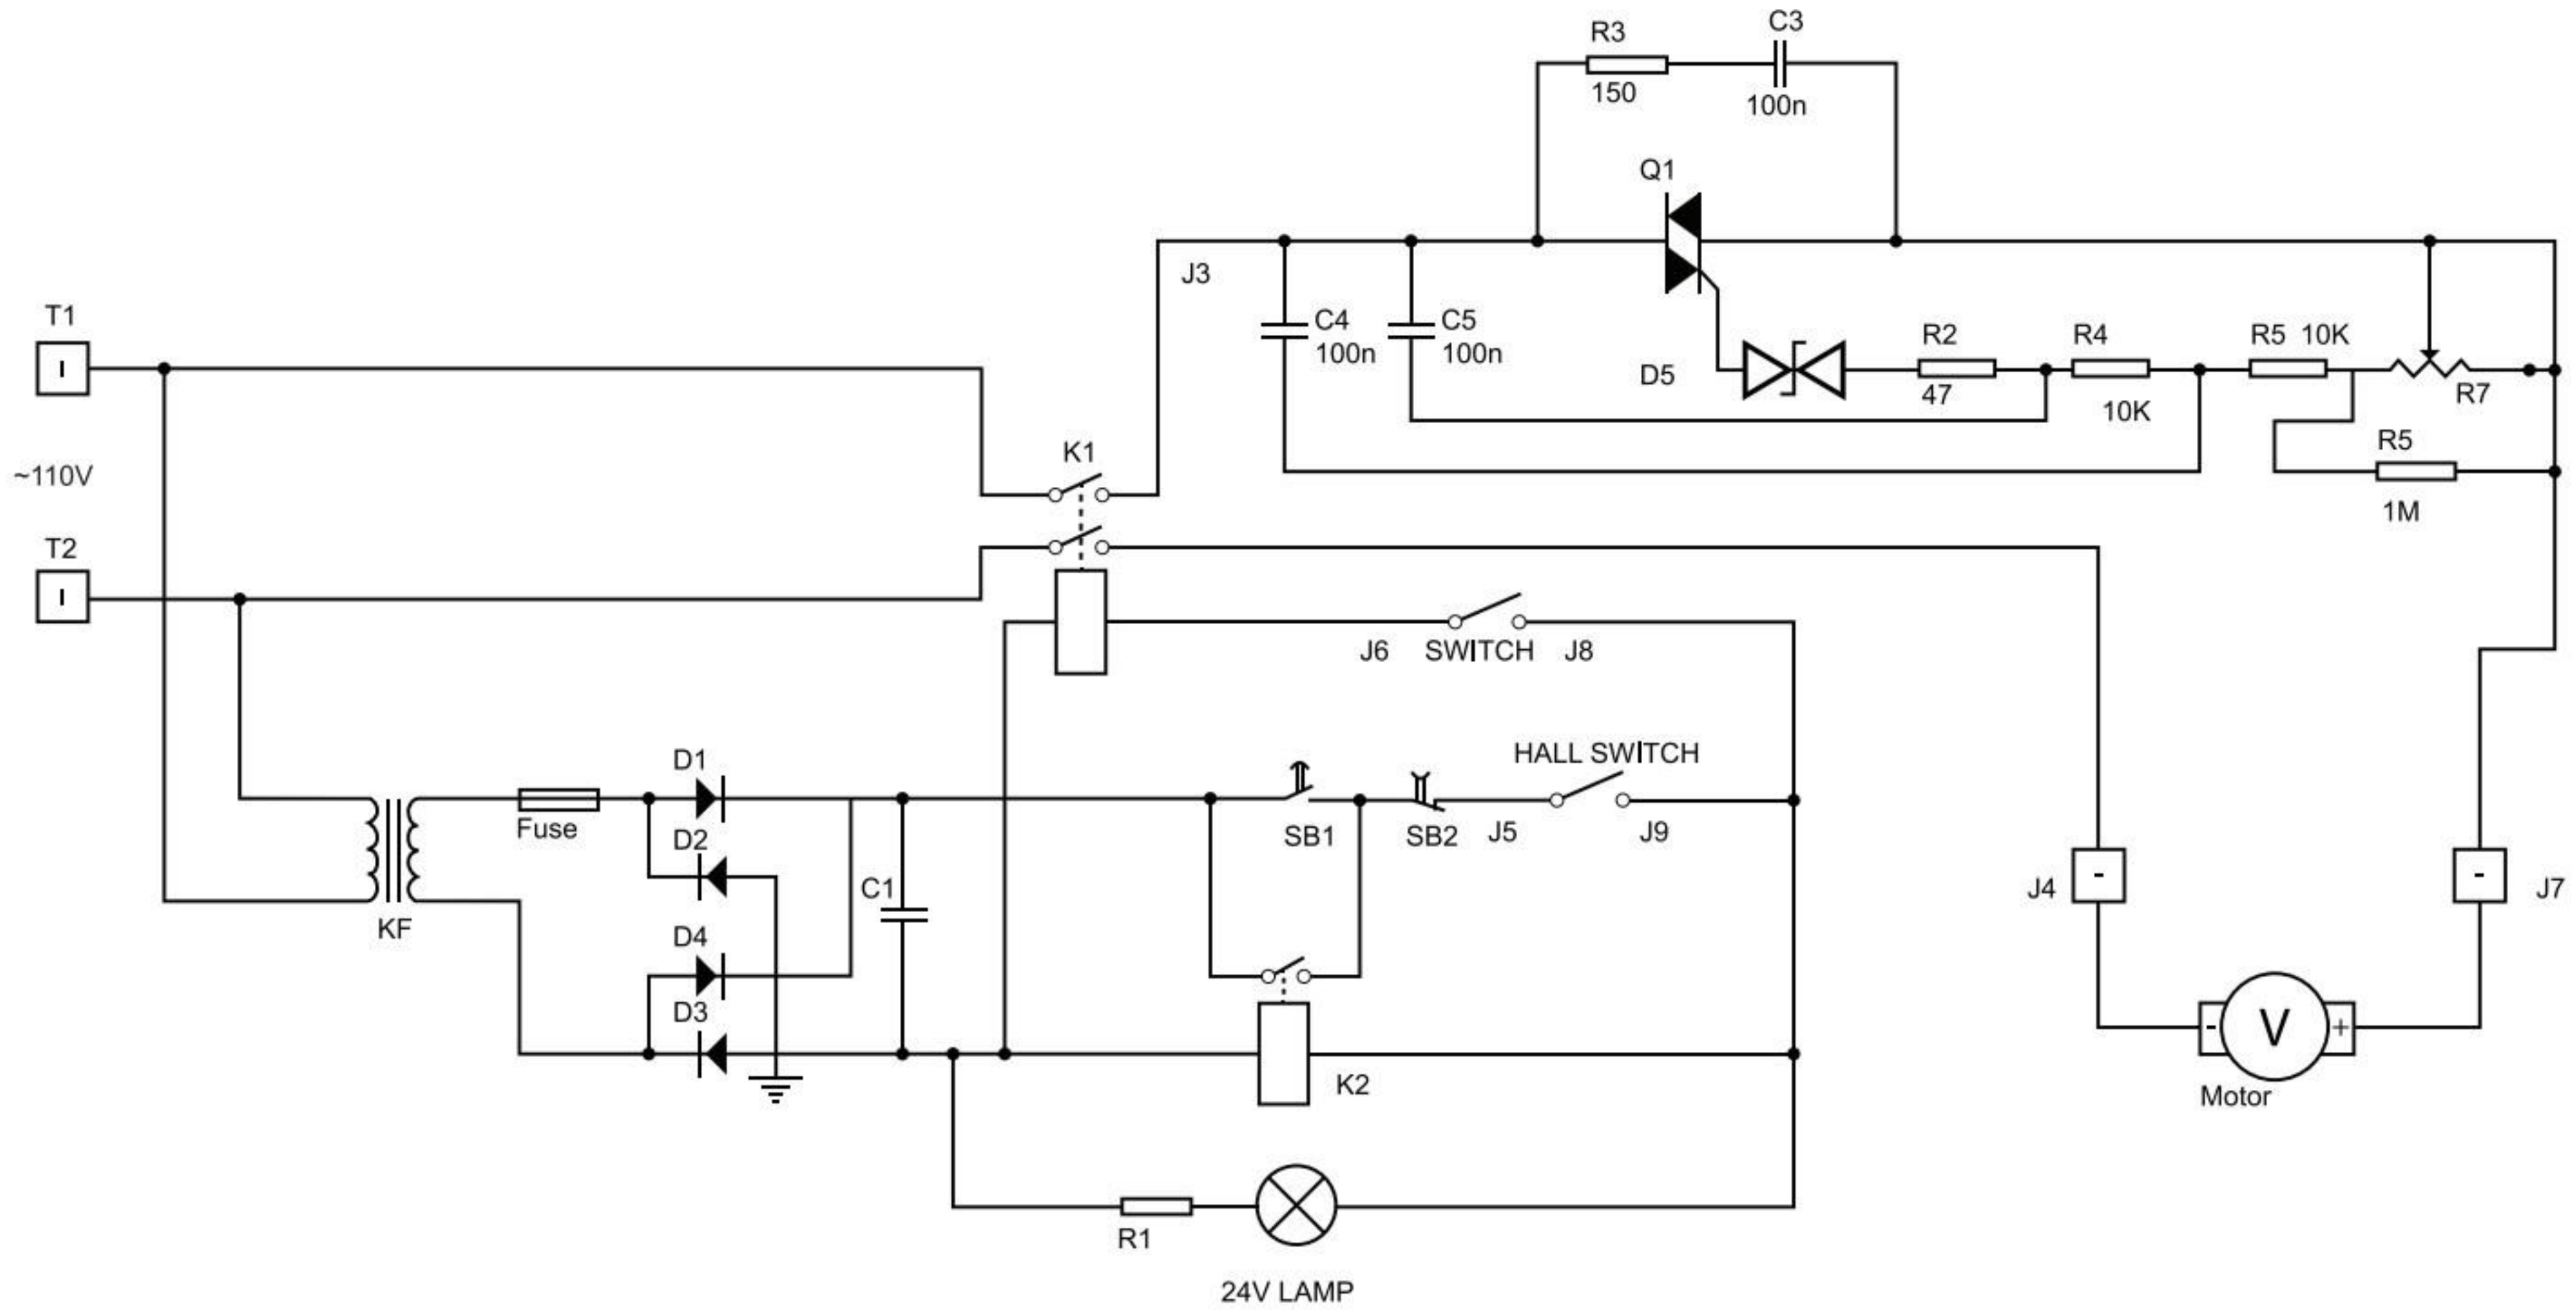 C3
R3
150
100n
Q1
J3
T1
I
C4
100n
C5
100n
D5
R2
47
R4
10K
R5 10K
R7
R5
1M
~110V
K1
T2
I
J6 SWITCH J8
HALL SWITCH
D1
Fuse
D2
SB1
SB2
J5
J9
C1
KF
D4
D3
J4
-
-
J7
- V +
Motor
K2
R1
24V LAMP